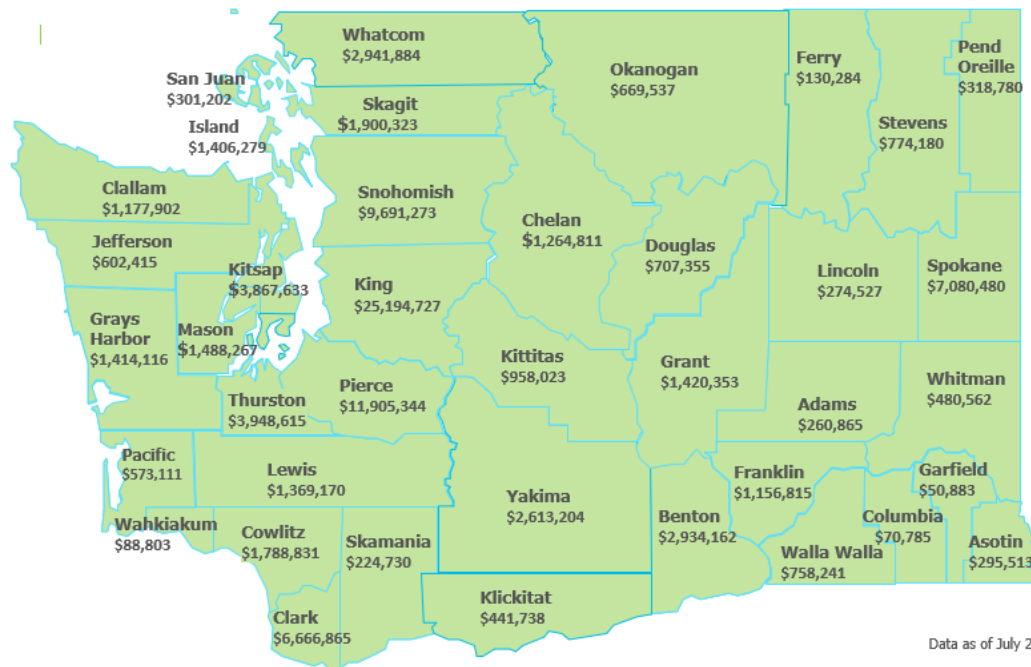 Whatcom
$2,941,884
San Juan
$301,202
Skagit
$1,900,323
Island
$1,406,279
Okanogan
$669,537
Ferry
$130,284
Pend
Oreille
$318,780
Stevens
$774,180
Clallam
$1,177,902
Snohomish
$9,691,273
Chelan
$1,264,811
Jefferson
$602,415
Douglas
$707,355
Kitsap
$3,867,633
King
$25,194,727
Lincoln
$274,527
Spokane
$7,080,480
Grays
Harbor
$1,414,116
Mason
$1,488,267
Kittitas
$958,023
Grant
$1,420,353
Whitman
$480,562
Thurston
$3,948,615
Pierce
$11,905,344
Adams
$260,865
Pacific
$573,111
Lewis
$1,369,170
Yakima
$2,613,204
Franklin
$1,156,815
Garfield
$50,883
Wahkiakum
$88,803
Cowlitz
$1,788,831
Skamania
$224,730
Benton
$2,934,162
Columbia
$70,785
Walla Walla
$758,241
Asotin
$295,513
Klickitat
$441,738
Clark
$6,666,865
Data as of July 2